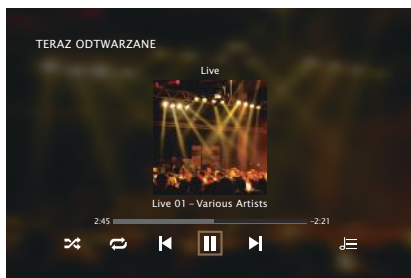 TERAZ ODTWARZANE
Live
Live 01 – Various Artists
2:45 -2:21